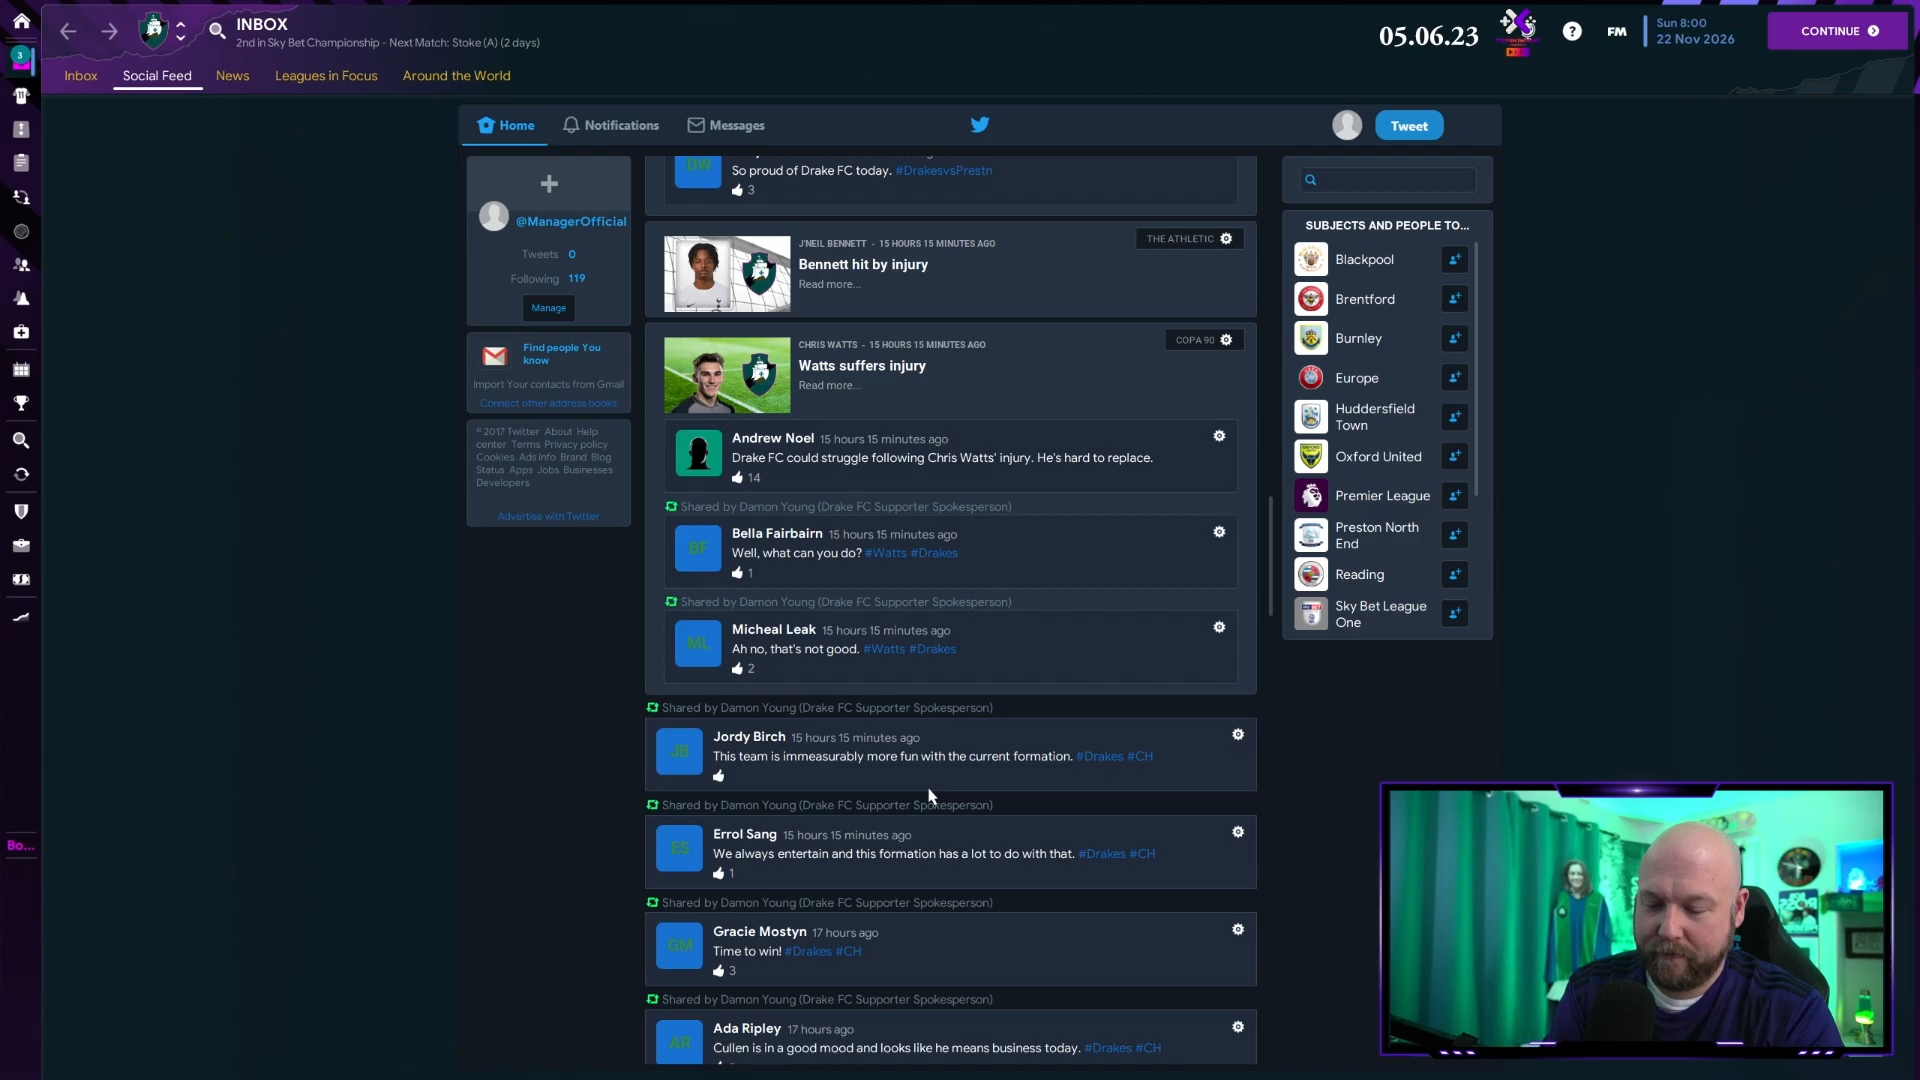 INBOX
2nd in Sky Bet Championship - Next Match: Stoke (A) (2 days)
05.06.23
FM
Sun 8:00
22 Nov 2026
CONTINUE
3
Inbox
Social Feed
News
Leagues in Focus
Around the World
Home
Notifications
Messages
Tweet
@ManagerOfficial
Tweets 0
Following 119
Manage
Find people You
know
Import Your contacts from Gmail
Connect other address books
© 2017 Twitter About Help
center Terms Privacy policy
Cookies Ads info Brand Blog
Status Apps Jobs Businesses
Developers
Advertise with Twitter
DW
So proud of Drake FC today. #DrakesvsPrestn
3
J'NEIL BENNETT - 15 HOURS 15 MINUTES AGO
THE ATHLETIC
Bennett hit by injury
Read more...
CHRIS WATTS - 15 HOURS 15 MINUTES AGO
COPA 90
Watts suffers injury
Read more...
Andrew Noel 15 hours 15 minutes ago
Drake FC could struggle following Chris Watts' injury. He's hard to replace.
14
Shared by Damon Young (Drake FC Supporter Spokesperson)
BF
Bella Fairbairn 15 hours 15 minutes ago
Well, what can you do? #Watts #Drakes
1
Shared by Damon Young (Drake FC Supporter Spokesperson)
ML
Micheal Leak 15 hours 15 minutes ago
Ah no, that's not good. #Watts #Drakes
2
Shared by Damon Young (Drake FC Supporter Spokesperson)
JB
Jordy Birch 15 hours 15 minutes ago
This team is immeasurably more fun with the current formation. #Drakes #CH
Shared by Damon Young (Drake FC Supporter Spokesperson)
ES
Errol Sang 15 hours 15 minutes ago
We always entertain and this formation has a lot to do with that. #Drakes #CH
1
Shared by Damon Young (Drake FC Supporter Spokesperson)
GM
Gracie Mostyn 17 hours ago
Time to win! #Drakes #CH
3
Shared by Damon Young (Drake FC Supporter Spokesperson)
AR
Ada Ripley 17 hours ago
Cullen is in a good mood and looks like he means business today. #Drakes #CH
SUBJECTS AND PEOPLE TO...
Blackpool
Brentford
Burnley
Europe
Huddersfield
Town
Oxford United
Premier League
Preston North
End
Reading
Sky Bet League
One
Bo...